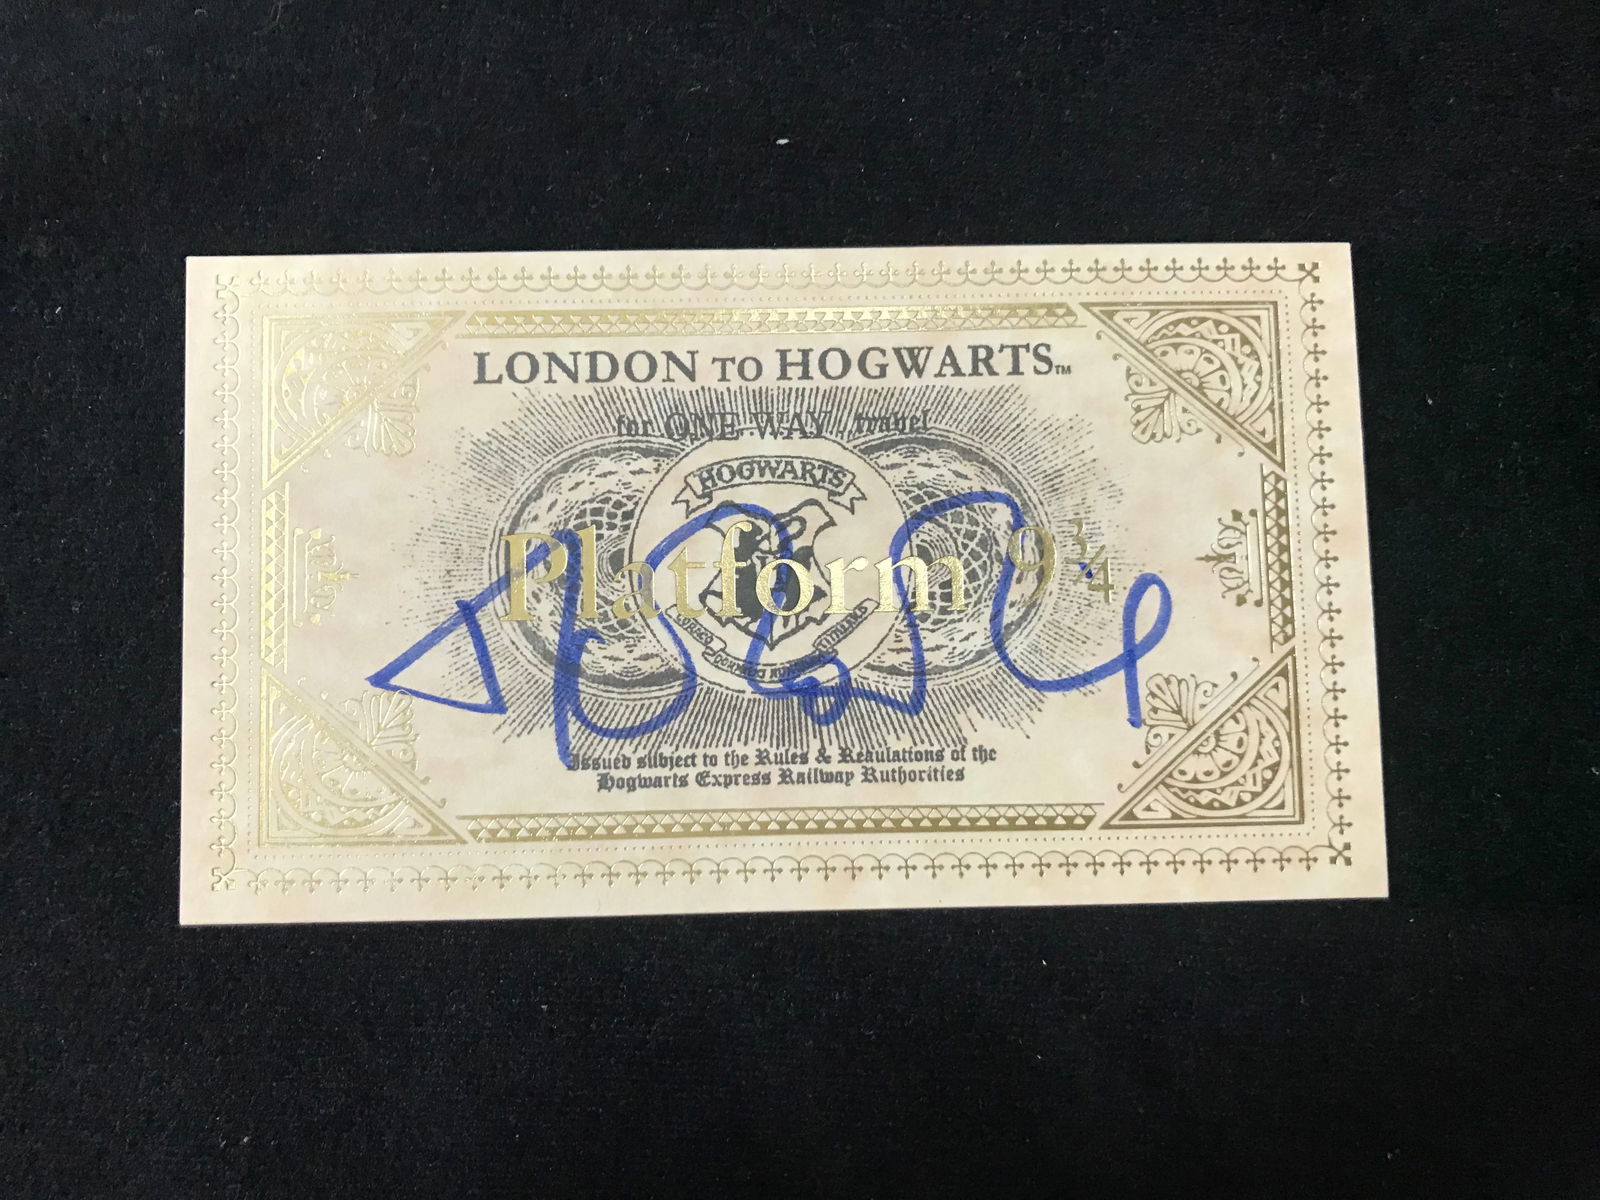 LONDON TO HOGWARTS™
for ONE WAY travel
HOGWARTS
Platform 9¾
Issued subject to the Rules & Regulations of the
Hogwarts Express Railway Authorities